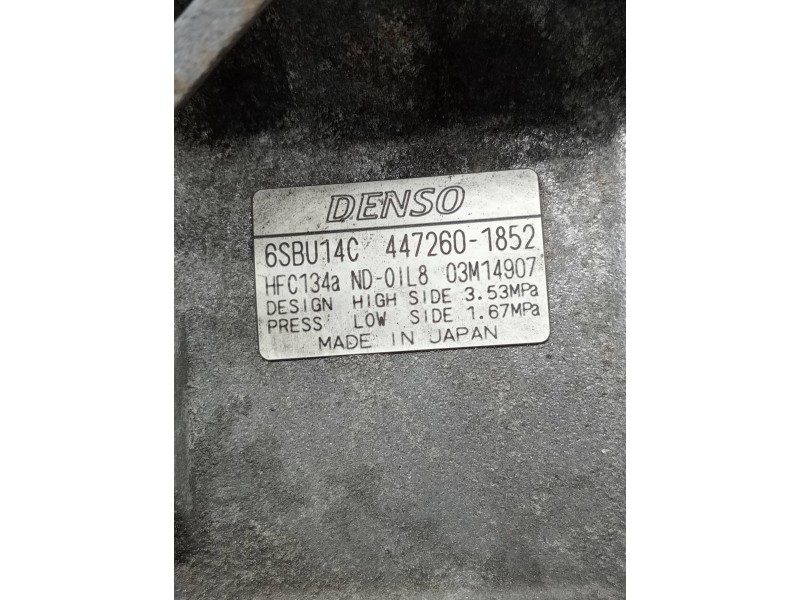 DENSO
6SBU14C 447260-1852
HFC134a ND-OIL8 03M14907
DESIGN HIGH SIDE 3.53MPa
PRESS LOW SIDE 1.67MPa
MADE IN JAPAN